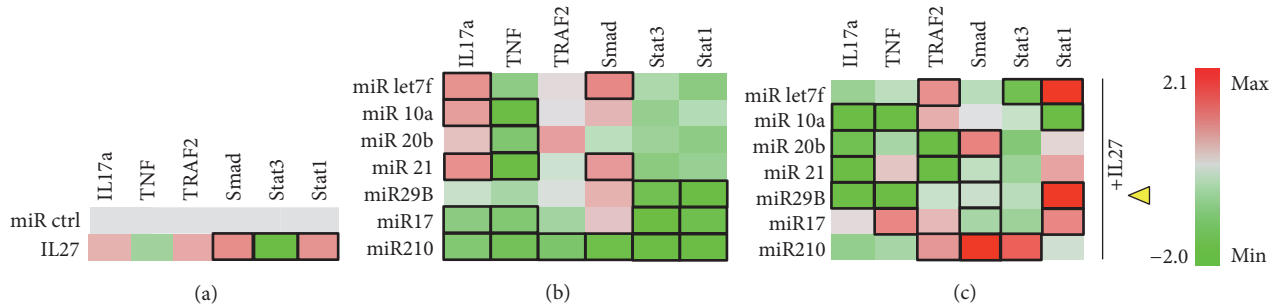 IL17a TNF TRAF2 Smad Stat3 Stat1
miR ctrl
IL27
(a)
IL17a TNF TRAF2 Smad Stat3 Stat1
miR let7f
miR 10a
miR 20b
miR 21
miR29B
miR17
miR210
(b)
IL17a TNF TRAF2 Smad Stat3 Stat1
miR let7f
miR 10a
miR 20b
miR 21
miR29B
miR17
miR210
+IL27
(c)
2.1 Max
−2.0 Min